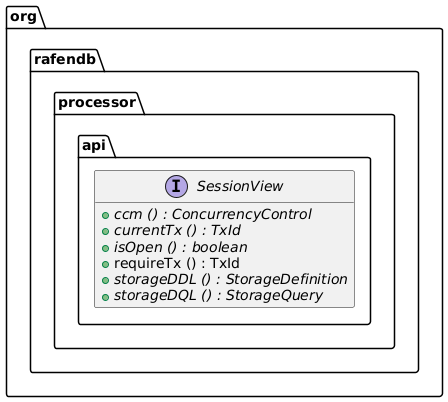 org
rafendb
processor
api
I SessionView
ccm () : ConcurrencyControl
currentTx () : TxId
isOpen () : boolean
requireTx () : TxId
storageDDL () : StorageDefinition
storageDQL () : StorageQuery